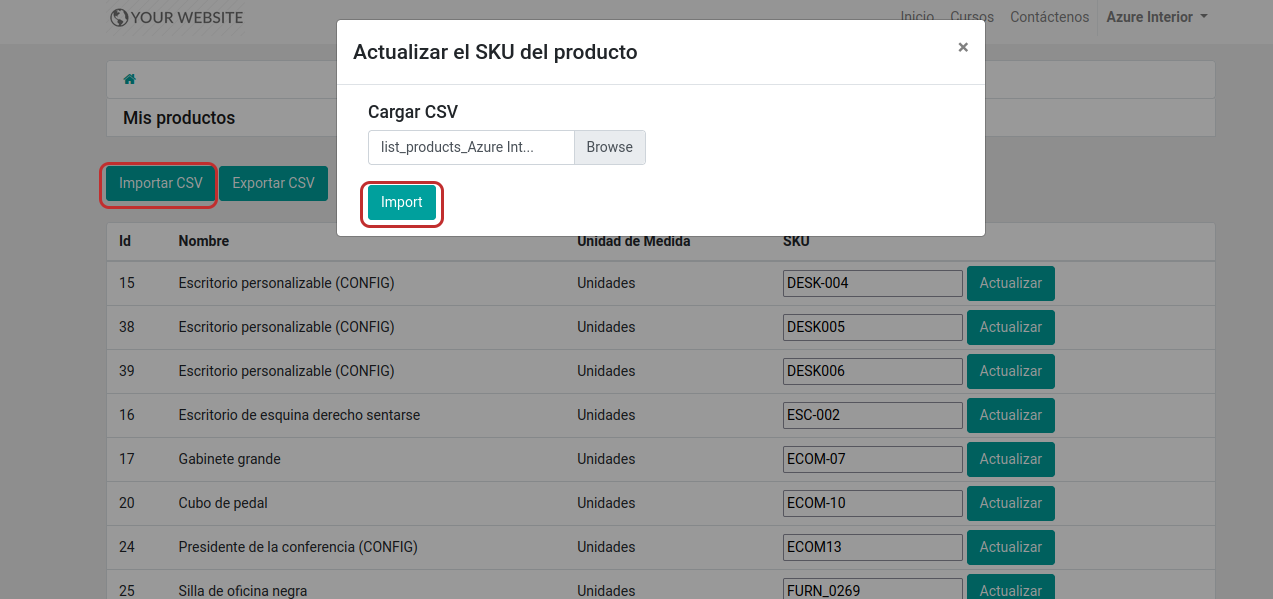 YOUR WEBSITE
Inicio Cursos Contáctenos Azure Interior
Actualizar el SKU del producto ×
Mis productos
Cargar CSV
list_products_Azure Int... Browse
Importar CSV Exportar CSV
Import
Id Nombre Unidad de Medida SKU
15 Escritorio personalizable (CONFIG) Unidades DESK-004 Actualizar
38 Escritorio personalizable (CONFIG) Unidades DESK005 Actualizar
39 Escritorio personalizable (CONFIG) Unidades DESK006 Actualizar
16 Escritorio de esquina derecho sentarse Unidades ESC-002 Actualizar
17 Gabinete grande Unidades ECOM-07 Actualizar
20 Cubo de pedal Unidades ECOM-10 Actualizar
24 Presidente de la conferencia (CONFIG) Unidades ECOM13 Actualizar
25 Silla de oficina negra Unidades FURN_0269 Actualizar